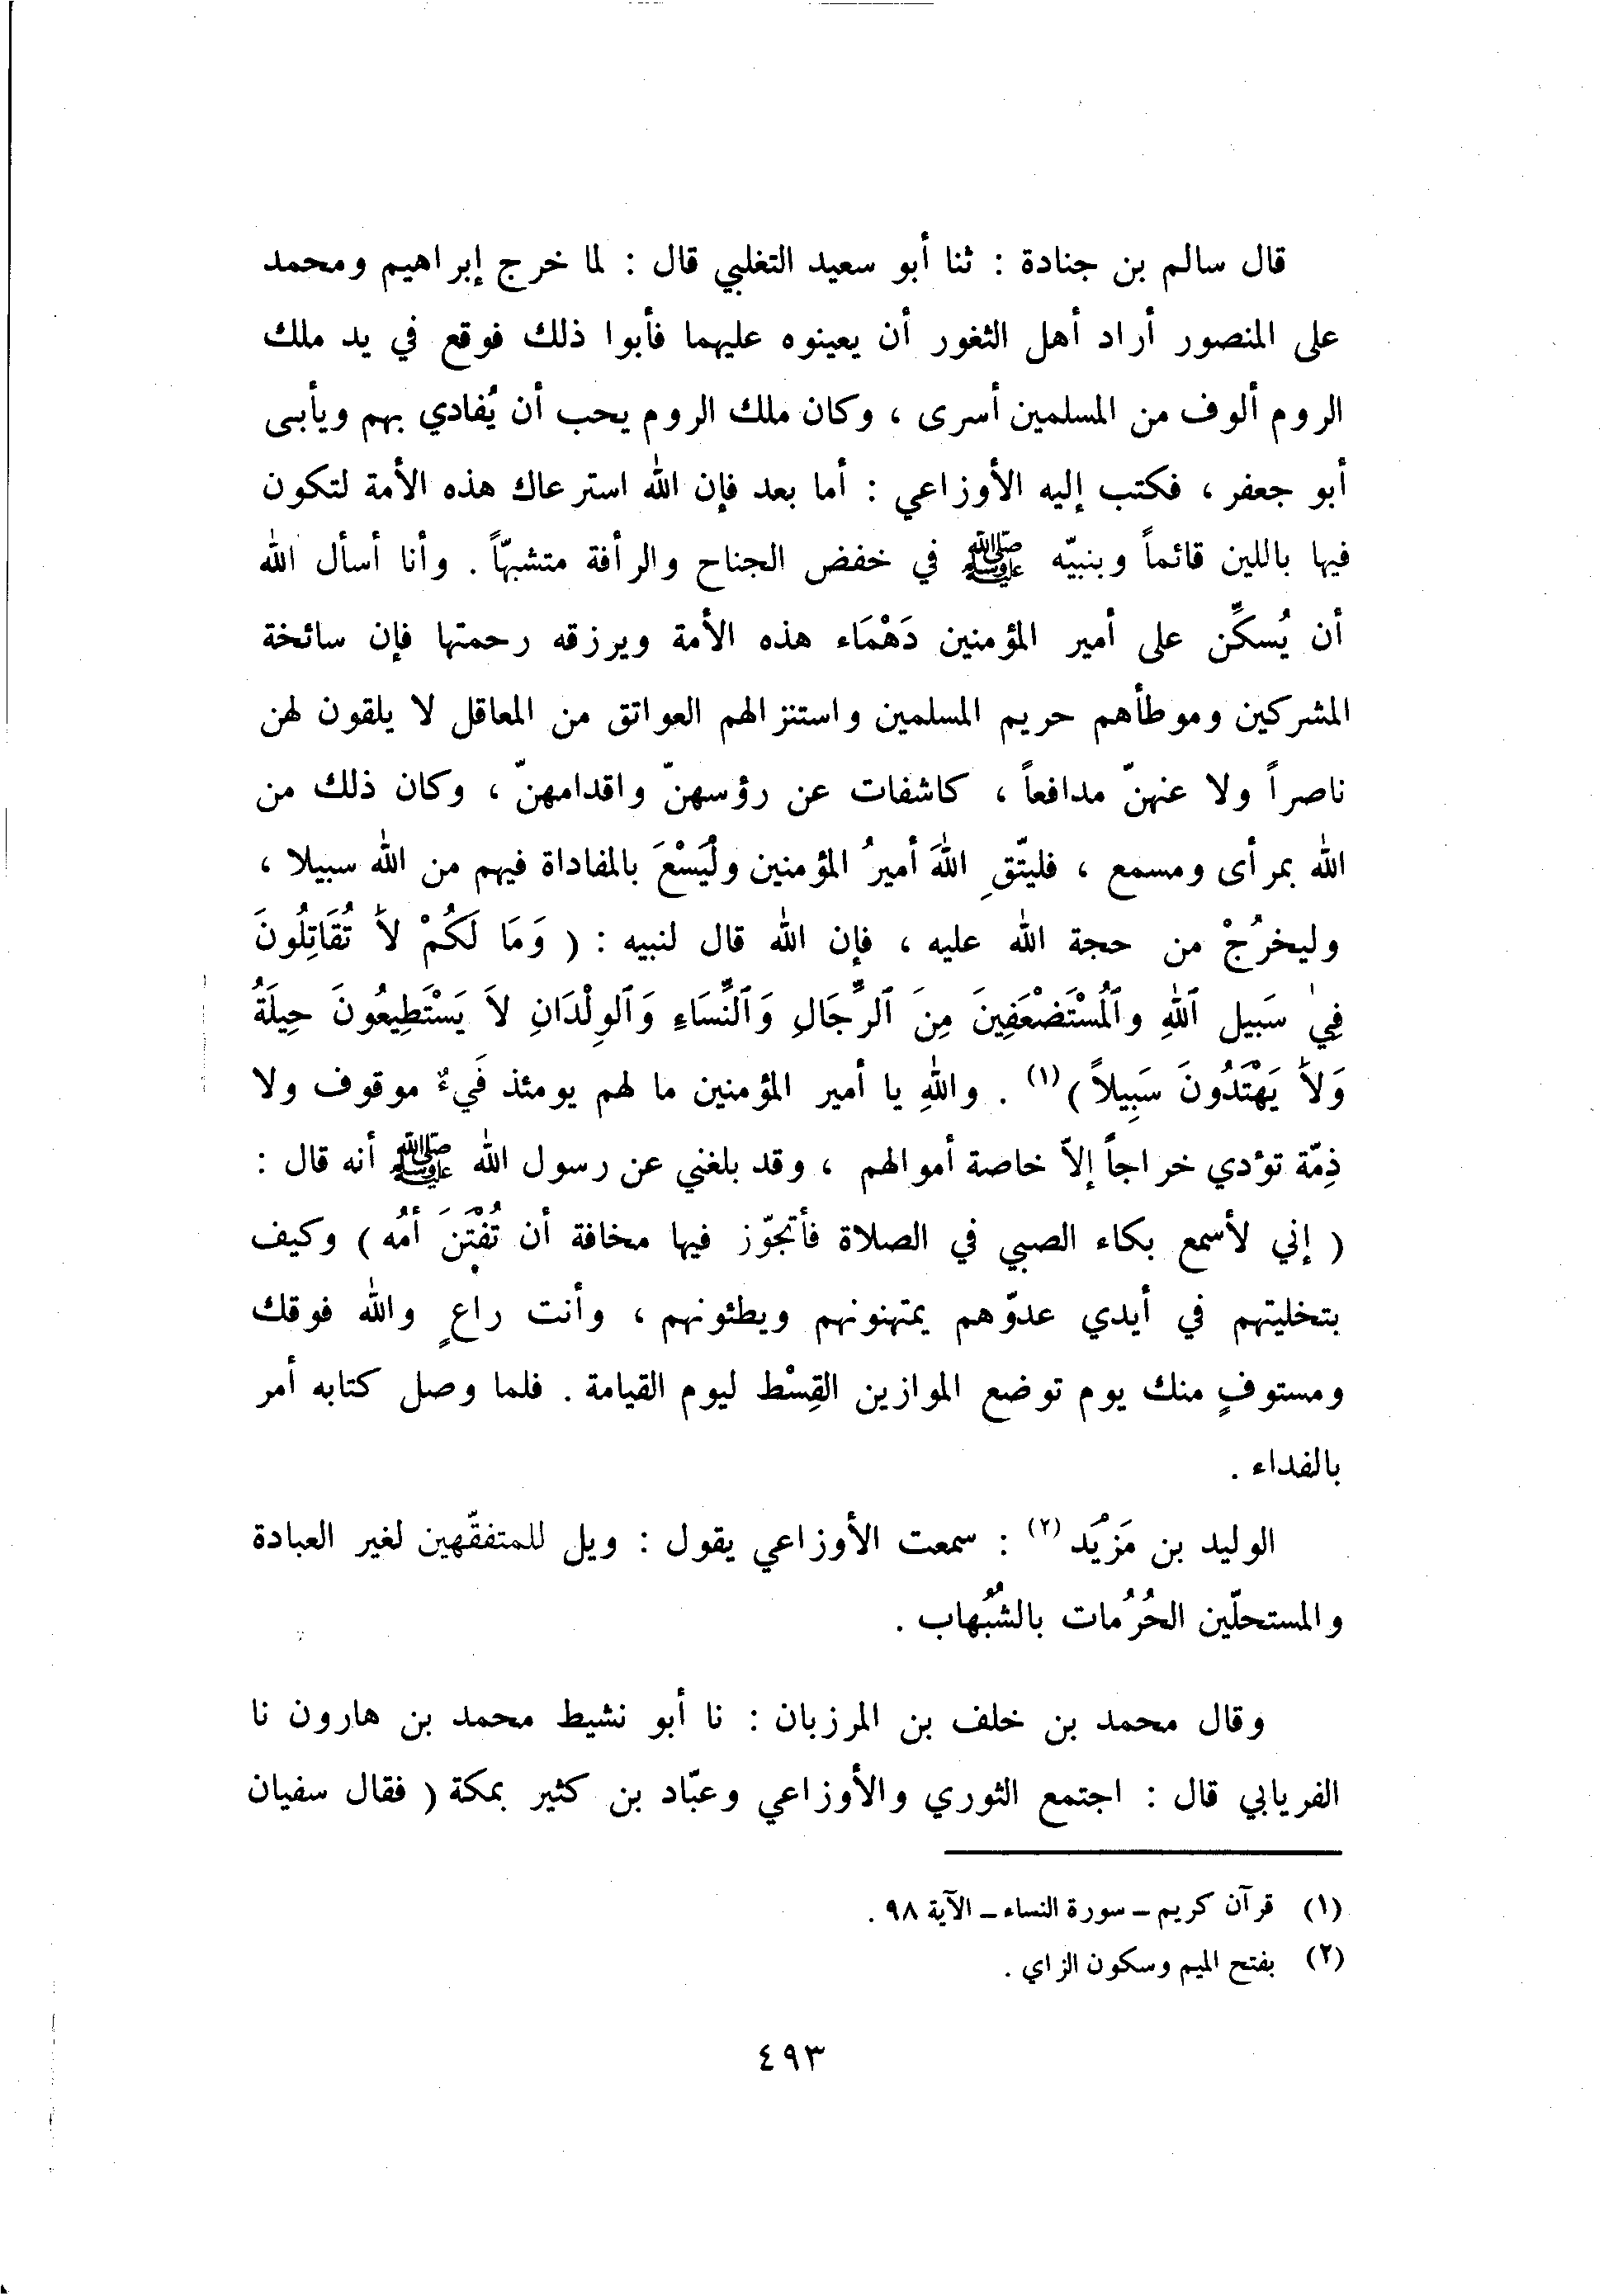 قال سالم بن جنادة : ثنا أبو سعيد التغلبي قال : لما خرج إبراهيم ومحمد
على المنصور أراد أهل الثغور أن يعينوه عليهما فأبوا ذلك فوقع في يد ملك
الروم ألوف من المسلمين أسرى ، وكان ملك الروم يحب أن يُفادي بهم ويأبى
أبو جعفر ، فكتب إليه الأوزاعي : أما بعد فإن الله استرعاك هذه الأمة لتكون
فيها باللين قائماً وبنبيّه ﷺ في خفض الجناح والرأفة متشبهّاً . وأنا أسأل الله
أن يُسكِّن على أمير المؤمنين دَهْمَاء هذه الأمة ويرزقه رحمتها فإن سائخة
المشركين وموطأهم حريم المسلمين واستنزالهم العواتق من المعاقل لا يلقون لهن
ناصراً ولا عنهنّ مدافعاً ، كاشفات عن رؤسهنّ واقدامهنّ ، وكان ذلك من
الله بمرأى ومسمع ، فليتّقِ اللهَ أميرُ المؤمنين ولْيَسْعَ بالمفاداة فيهم من الله سبيلا ،
وليخرُجْ من حجة الله عليه ، فإن الله قال لنبيه : ( وَمَا لَكُمْ لاَ تُقَاتِلُونَ
فِي سَبِيل ٱللهِ وٱلْمُسْتَضْعَفِينَ مِنَ ٱلرِّجَالِ وَٱلنِّسَاءِ وَٱلوِلْدَانِ لاَ يَسْتَطِيعُونَ حِيلَةً
وَلاَ يَهْتَدُونَ سَبِيلاً ) (١) . واللهِ يا أمير المؤمنين ما لهم يومئذ فَيءٌ موقوف ولا
ذِمّة تؤدي خراجاً إلاّ خاصة أموالهم ، وقد بلغني عن رسول الله ﷺ أنه قال :
( إني لأسمع بكاء الصبي في الصلاة فأتجوّز فيها مخافة أن تُفْتَتِنَ أمُه ) وكيف
بتخليتهم في أيدي عدوّهم يمتهنونهم ويطئونهم ، وأنت راعٍ والله فوقك
ومستوفٍ منك يوم توضع الموازين القِسْط ليوم القيامة . فلما وصل كتابه أمر
بالفداء .
الوليد بن مَزْيَد (٢) : سمعت الأوزاعي يقول : ويل للمتفقّهين لغير العبادة
والمستحلّين الحُرُمات بالشُبُهاب .
وقال محمد بن خلف بن المرزبان : نا أبو نشيط محمد بن هارون نا
الفريابي قال : اجتمع الثوري والأوزاعي وعبّاد بن كثير بمكة ( فقال سفيان
(١) قرآن كريم – سورة النساء – الآية ٩٨ .
(٢) بفتح الميم وسكون الزاي .
٤٩٣